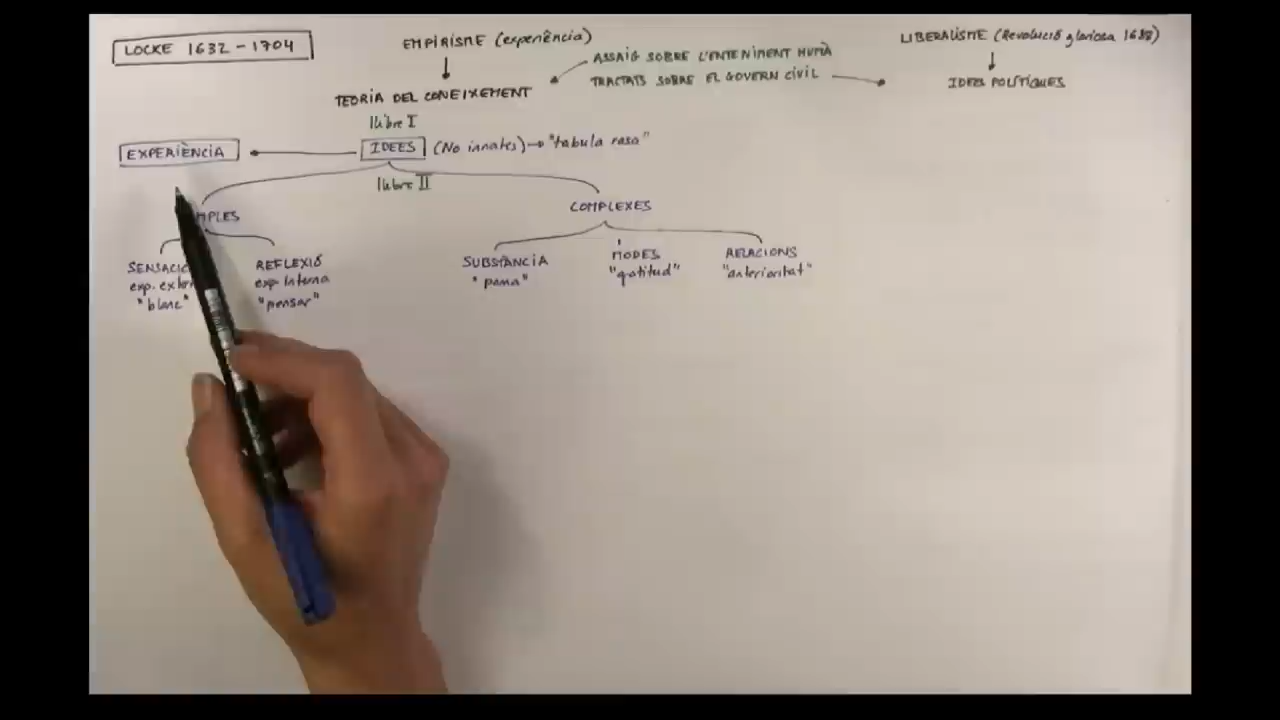 LOCKE 1632-1704
EMPIRISME (experiència)
LIBERALISME (Revolució gloriosa 1688)
ASSAIG SOBRE L'ENTENIMENT HUMÀ
TRACTATS SOBRE EL GOVERN CIVIL
IDEES POLÍTIQUES
TEORIA DEL CONEIXEMENT
llibre I
EXPERIÈNCIA
IDEES (No innates) → "tabula rasa"
llibre II
COMPLEXES
REFLEXIÓ
exp. interna
"pensar"
exp.
"blanc"
SUBSTÀNCIA
"poma"
MODES
"gratitud"
RELACIONS
"anterioritat"